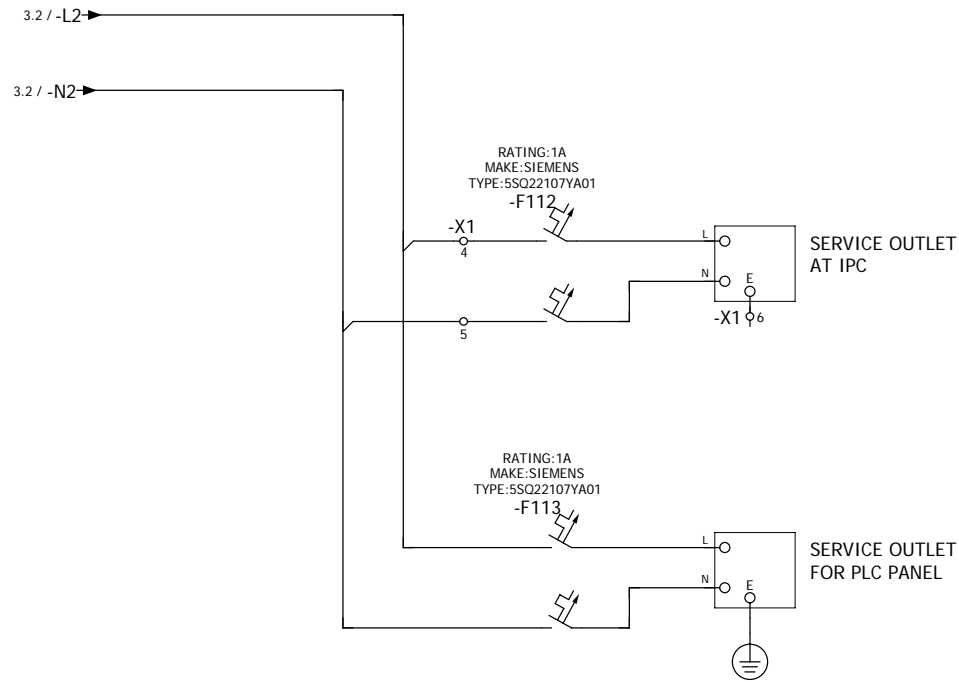 3.2 / -L2
3.2 / -N2
RATING:1A
MAKE:SIEMENS
TYPE:5SQ22107YA01
-F112
-X1
4
L
SERVICE OUTLET
AT IPC
N
E
-X1
6
5
RATING:1A
MAKE:SIEMENS
TYPE:5SQ22107YA01
-F113
L
SERVICE OUTLET
FOR PLC PANEL
N
E